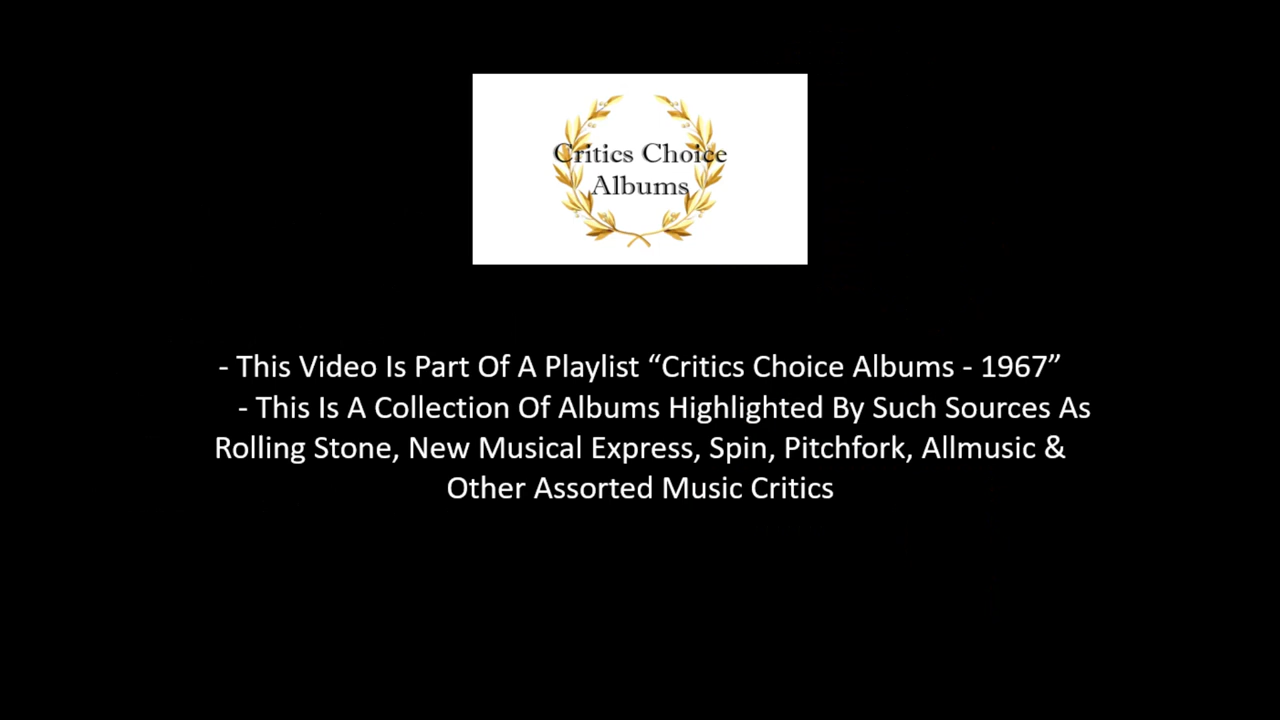 Critics Choice
Albums
- This Video Is Part Of A Playlist “Critics Choice Albums - 1967”
- This Is A Collection Of Albums Highlighted By Such Sources As
Rolling Stone, New Musical Express, Spin, Pitchfork, Allmusic &
Other Assorted Music Critics